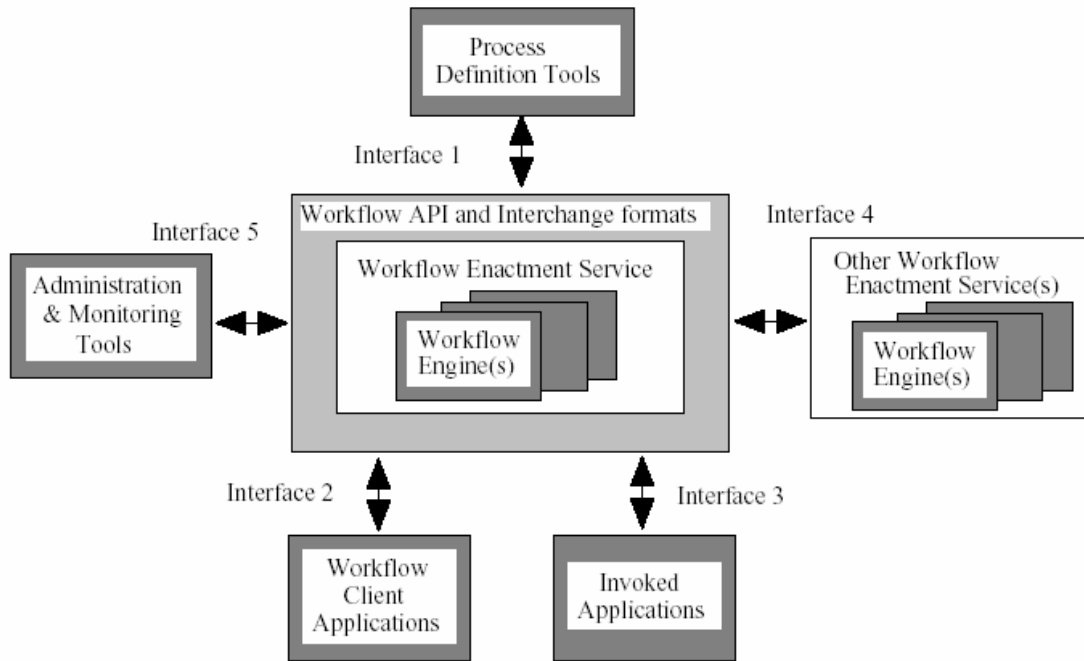 Process
Definition Tools
Interface 1
Workflow API and Interchange formats
Interface 4
Interface 5
Workflow Enactment Service
Other Workflow
Enactment Service(s)
Administration
& Monitoring
Tools
Workflow
Engine(s)
Workflow
Engine(s)
Interface 2
Interface 3
Workflow
Client
Applications
Invoked
Applications